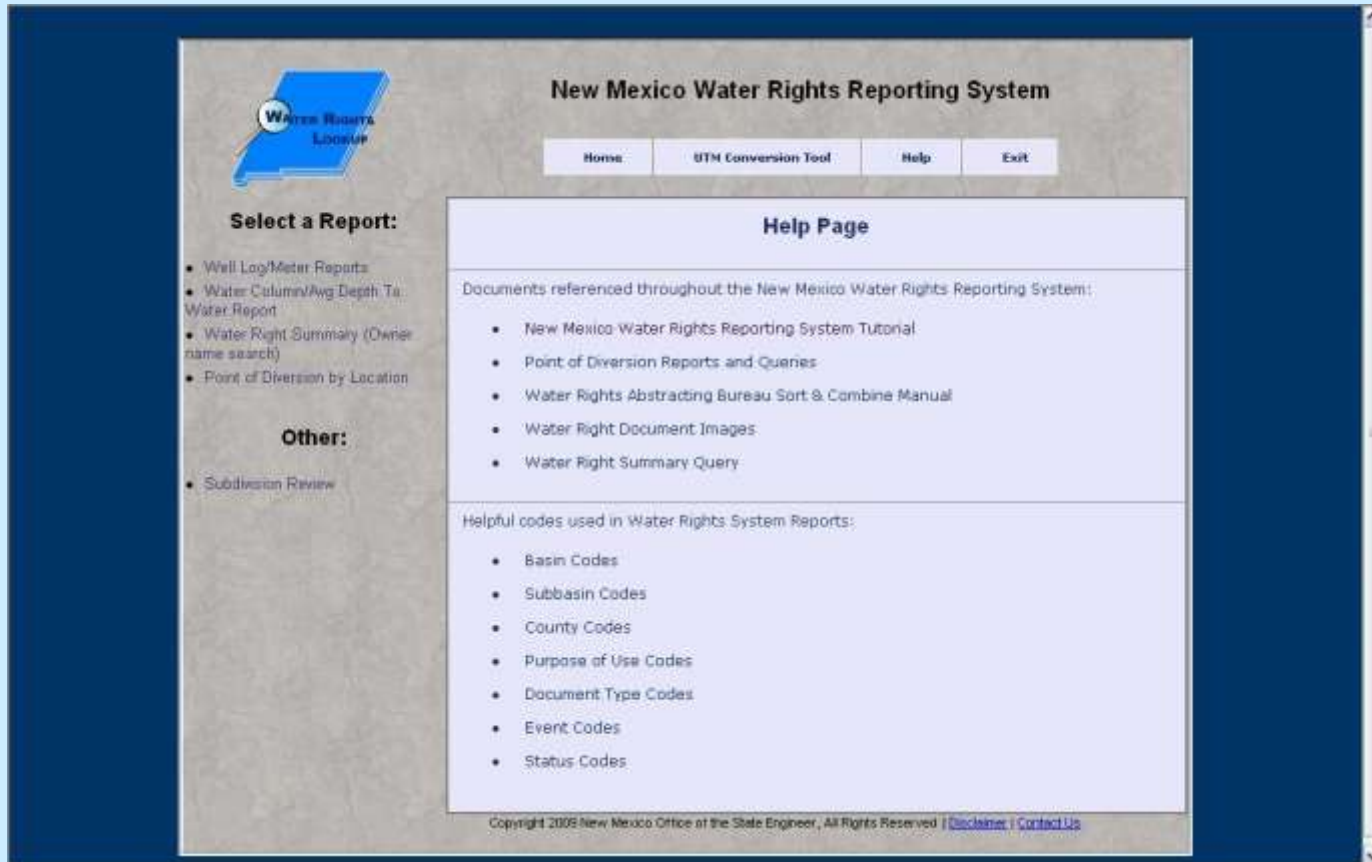 WATER RIGHTS
LOOKUP
New Mexico Water Rights Reporting System
Home
UTM Conversion Tool
Help
Exit
Select a Report:
• Well Log/Meter Reports
• Water Column/Avg Depth To
Water Report
• Water Right Summary (Owner
name search)
• Point of Diversion by Location
Other:
• Subdivision Review
Help Page
Documents referenced throughout the New Mexico Water Rights Reporting System:
• New Mexico Water Rights Reporting System Tutorial
• Point of Diversion Reports and Queries
• Water Rights Abstracting Bureau Sort & Combine Manual
• Water Right Document Images
• Water Right Summary Query
Helpful codes used in Water Rights System Reports:
• Basin Codes
• Subbasin Codes
• County Codes
• Purpose of Use Codes
• Document Type Codes
• Event Codes
• Status Codes
Copyright 2009 New Mexico Office of the State Engineer, All Rights Reserved | Disclaimer | Contact Us